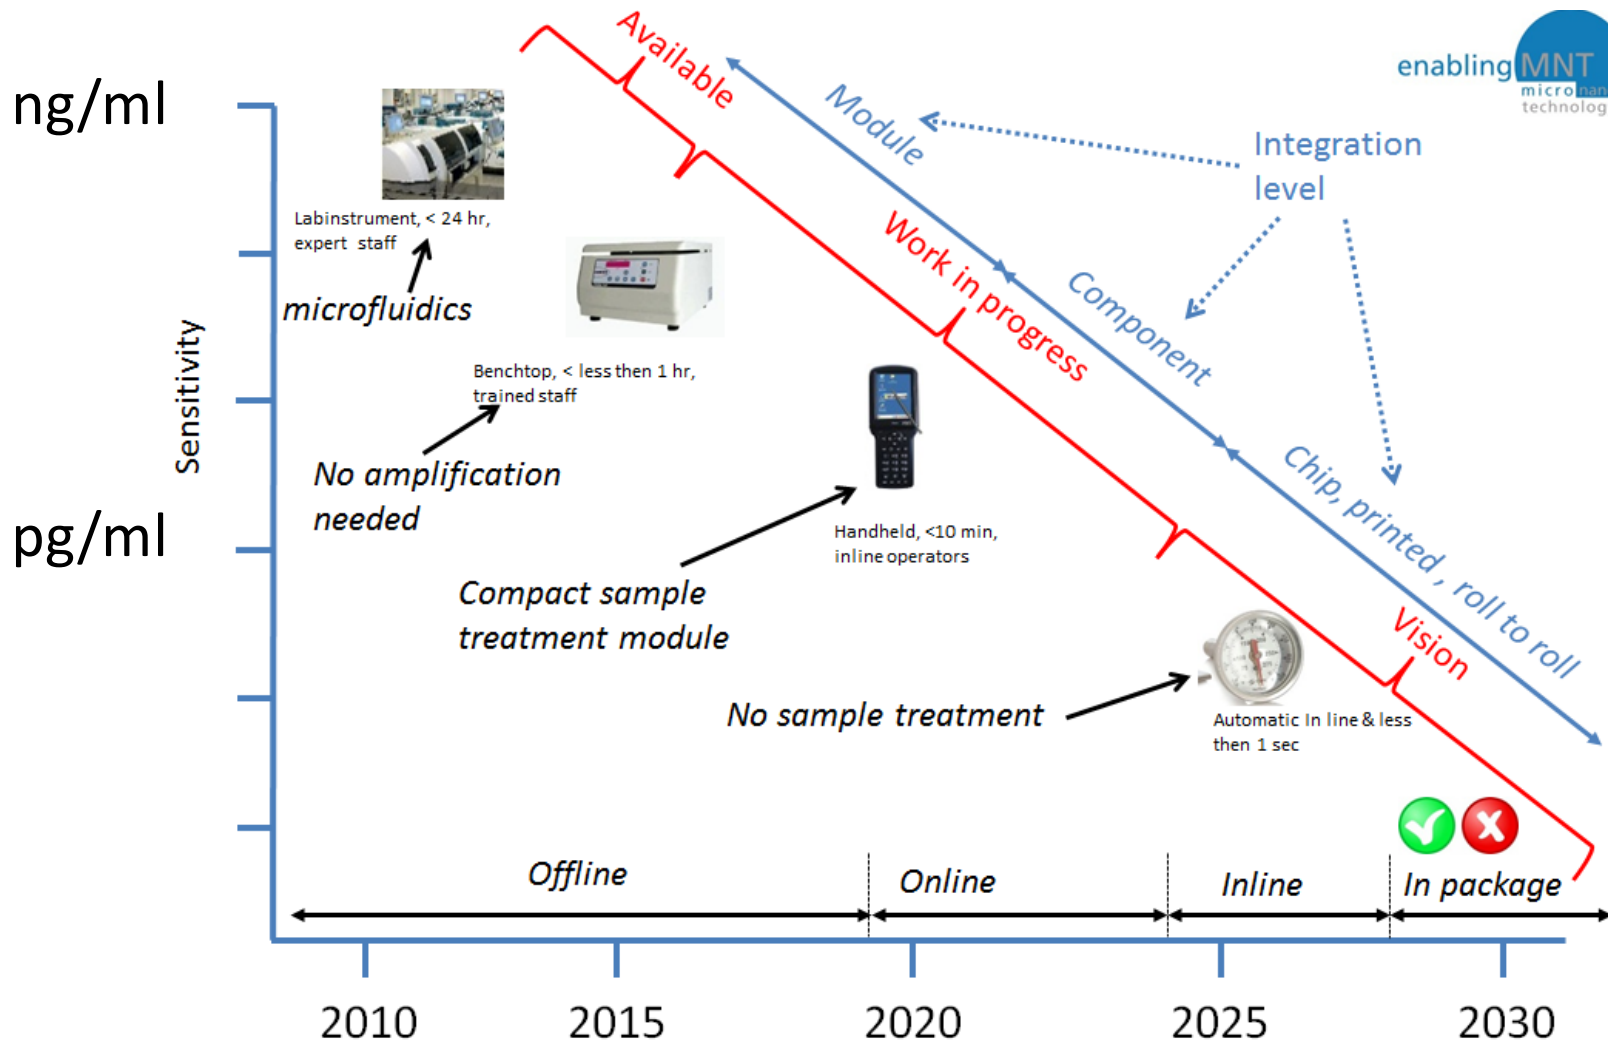 ng/ml
pg/ml
Sensitivity
Available
Work in progress
Vision
Module
Component
Chip, printed , roll to roll
Integration
level
enabling MNT
micro nan
technolog
Labinstrument, < 24 hr,
expert staff
microfluidics
Benchtop, < less then 1 hr,
trained staff
No amplification
needed
Handheld, <10 min,
inline operators
Compact sample
treatment module
No sample treatment
Automatic In line & less
then 1 sec
Offline
Online
Inline
In package
2010
2015
2020
2025
2030